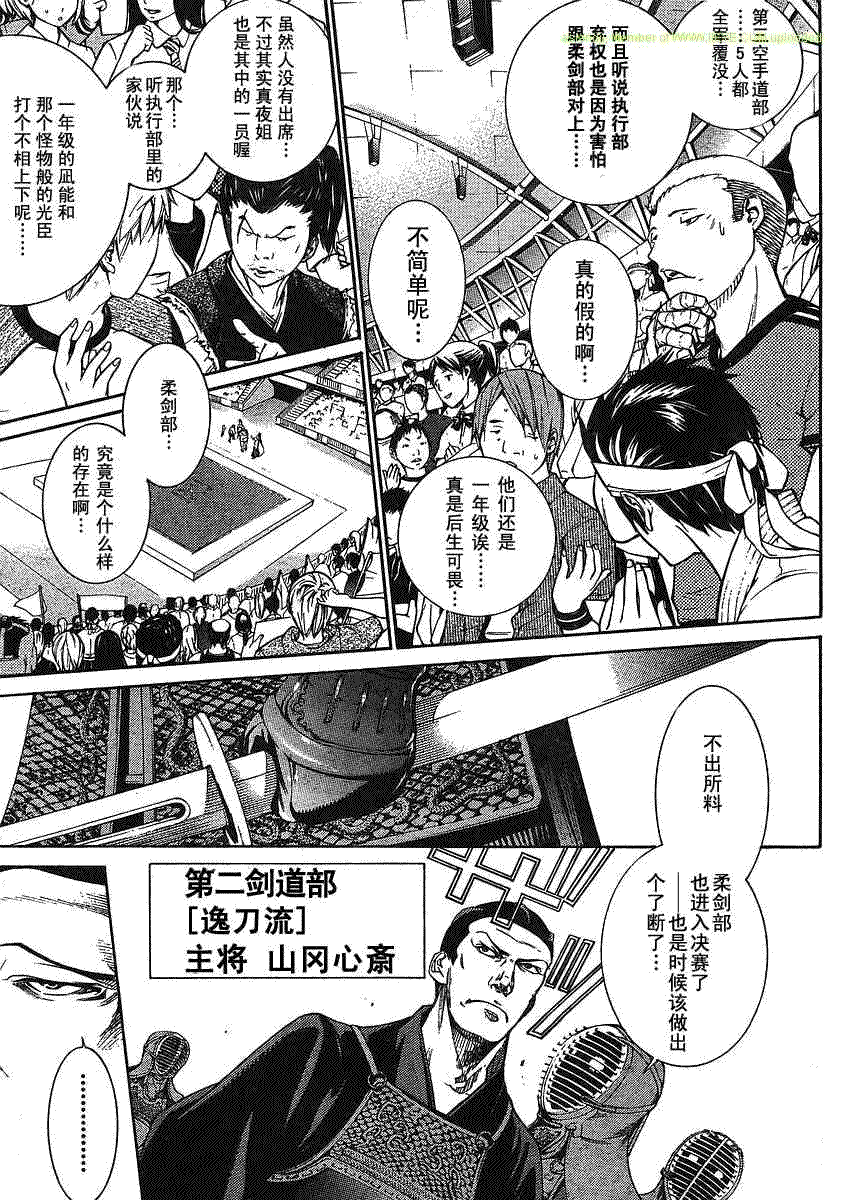 第一空手道部
……5人都
全军覆没…
而且听说执行部
弃权也是因为害怕
跟柔剑部对上……
真的假的啊…
不简单呢…
他们还是
一年级诶……
真是后生可畏…
虽然人没有出席…
不过其实真夜姐
也是其中的一员喔
那个…
听执行部里的
家伙说
一年级的凪能和
那个怪物般的光臣
打个不相上下呢……
柔剑部…
究竟是个什么样
的存在啊…
不出所料
柔剑部
也进入决赛了
——也是时候该做出
个了断了…
第二剑道部
[逸刀流]
主将 山冈心斎
…………